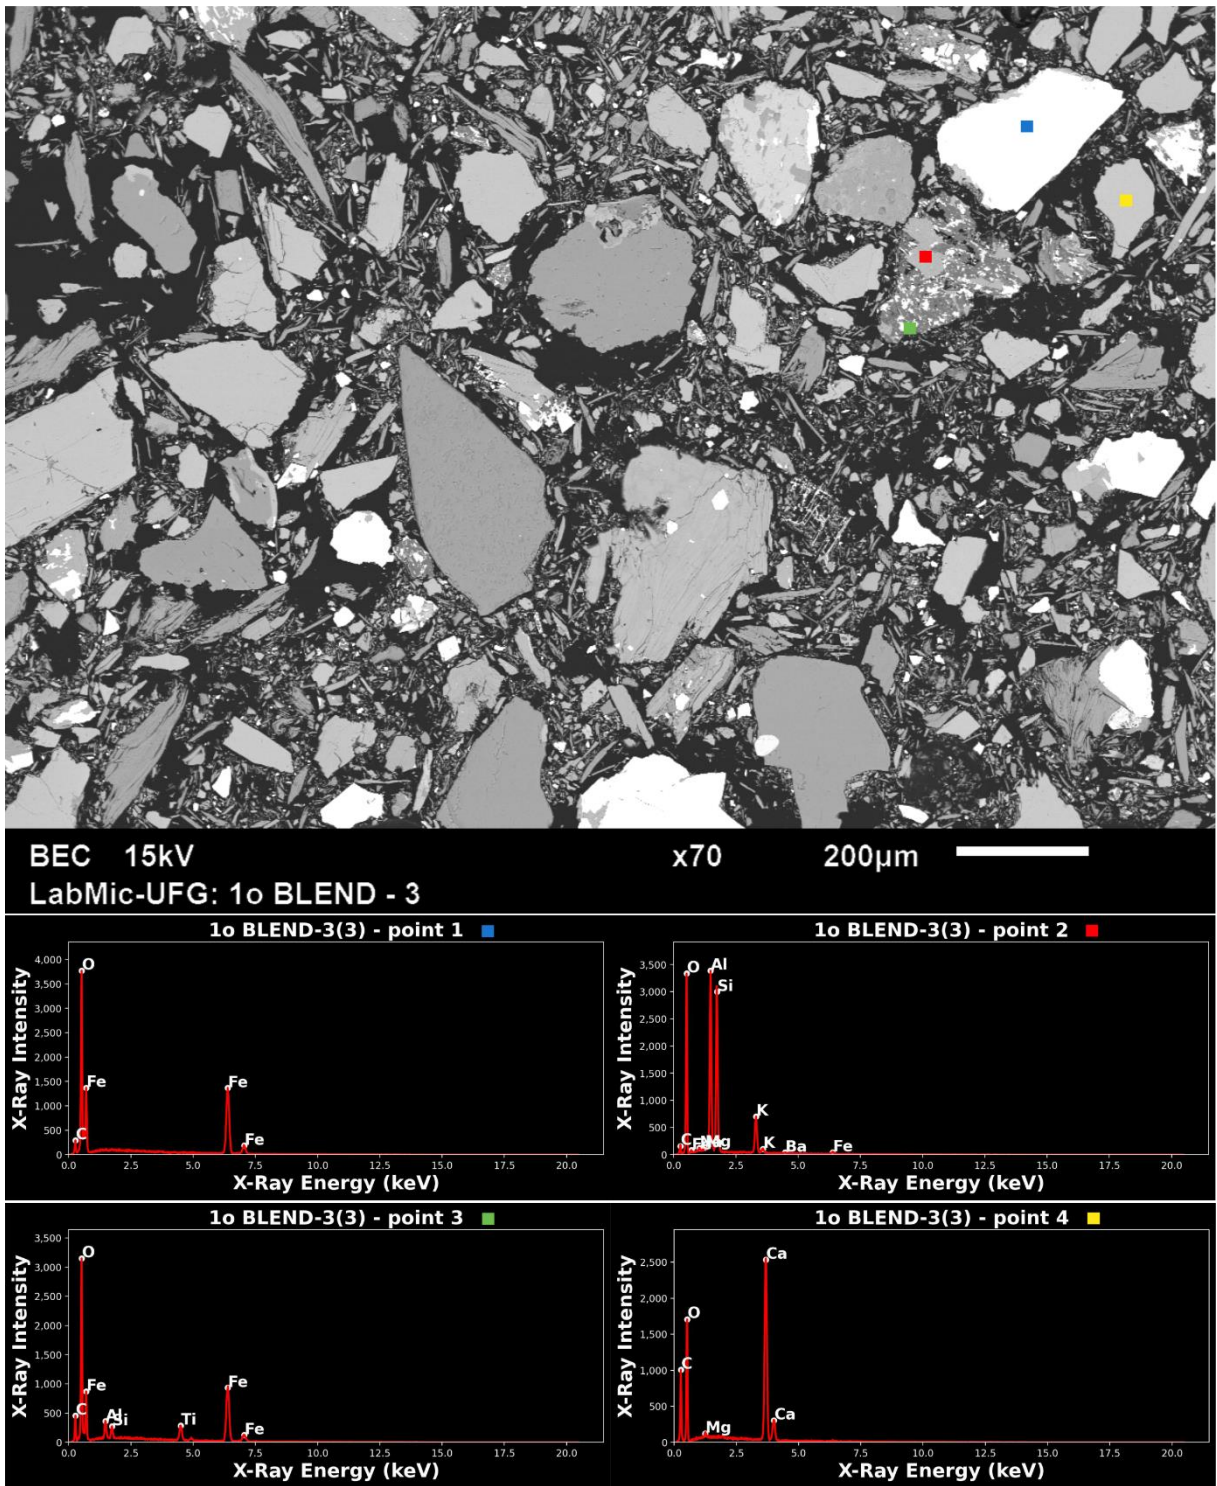 BEC 15kV x70 200µm
LabMic-UFG: 1o BLEND - 3
1o BLEND-3(3) - point 1
X-Ray Intensity
4,000
3,500
3,000
2,500
2,000
1,500
1,000
500
0
O
Fe
C
Fe
Fe
0.0 2.5 5.0 7.5 10.0 12.5 15.0 17.5 20.0
X-Ray Energy (keV)
1o BLEND-3(3) - point 2
X-Ray Intensity
3,500
3,000
2,500
2,000
1,500
1,000
500
0
O
Al
Si
K
C
Mg
K
Ba
Fe
0.0 2.5 5.0 7.5 10.0 12.5 15.0 17.5 20.0
X-Ray Energy (keV)
1o BLEND-3(3) - point 3
X-Ray Intensity
3,500
3,000
2,500
2,000
1,500
1,000
500
0
O
Fe
C
Al
Si
Ti
Fe
Fe
0.0 2.5 5.0 7.5 10.0 12.5 15.0 17.5 20.0
X-Ray Energy (keV)
1o BLEND-3(3) - point 4
X-Ray Intensity
2,500
2,000
1,500
1,000
500
0
Ca
O
C
Mg
Ca
0.0 2.5 5.0 7.5 10.0 12.5 15.0 17.5 20.0
X-Ray Energy (keV)